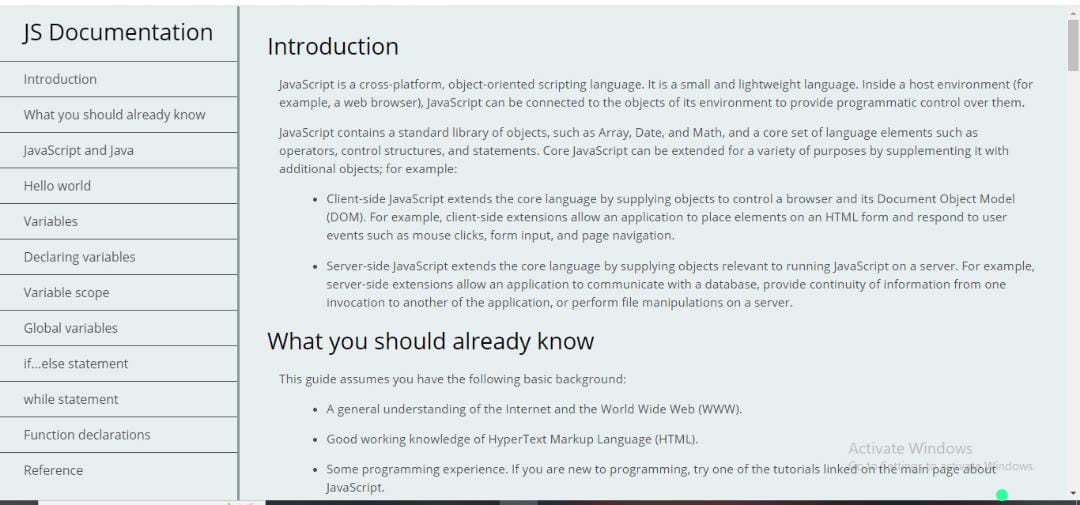 JS Documentation
Introduction
What you should already know
JavaScript and Java
Hello world
Variables
Declaring variables
Variable scope
Global variables
if...else statement
while statement
Function declarations
Reference
Introduction
JavaScript is a cross-platform, object-oriented scripting language. It is a small and lightweight language. Inside a host environment (for
example, a web browser), JavaScript can be connected to the objects of its environment to provide programmatic control over them.
JavaScript contains a standard library of objects, such as Array, Date, and Math, and a core set of language elements such as
operators, control structures, and statements. Core JavaScript can be extended for a variety of purposes by supplementing it with
additional objects; for example:
• Client-side JavaScript extends the core language by supplying objects to control a browser and its Document Object Model
(DOM). For example, client-side extensions allow an application to place elements on an HTML form and respond to user
events such as mouse clicks, form input, and page navigation.
• Server-side JavaScript extends the core language by supplying objects relevant to running JavaScript on a server. For example,
server-side extensions allow an application to communicate with a database, provide continuity of information from one
invocation to another of the application, or perform file manipulations on a server.
What you should already know
This guide assumes you have the following basic background:
• A general understanding of the Internet and the World Wide Web (WWW).
• Good working knowledge of HyperText Markup Language (HTML).
• Some programming experience. If you are new to programming, try one of the tutorials linked on the main page about
JavaScript.
Activate Windows
Go to Settings to activate Windows.